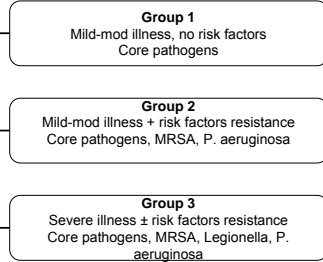 Group 1
Mild-mod illness, no risk factors
Core pathogens
Group 2
Mild-mod illness + risk factors resistance
Core pathogens, MRSA, P. aeruginosa
Group 3
Severe illness ± risk factors resistance
Core pathogens, MRSA, Legionella, P.
aeruginosa